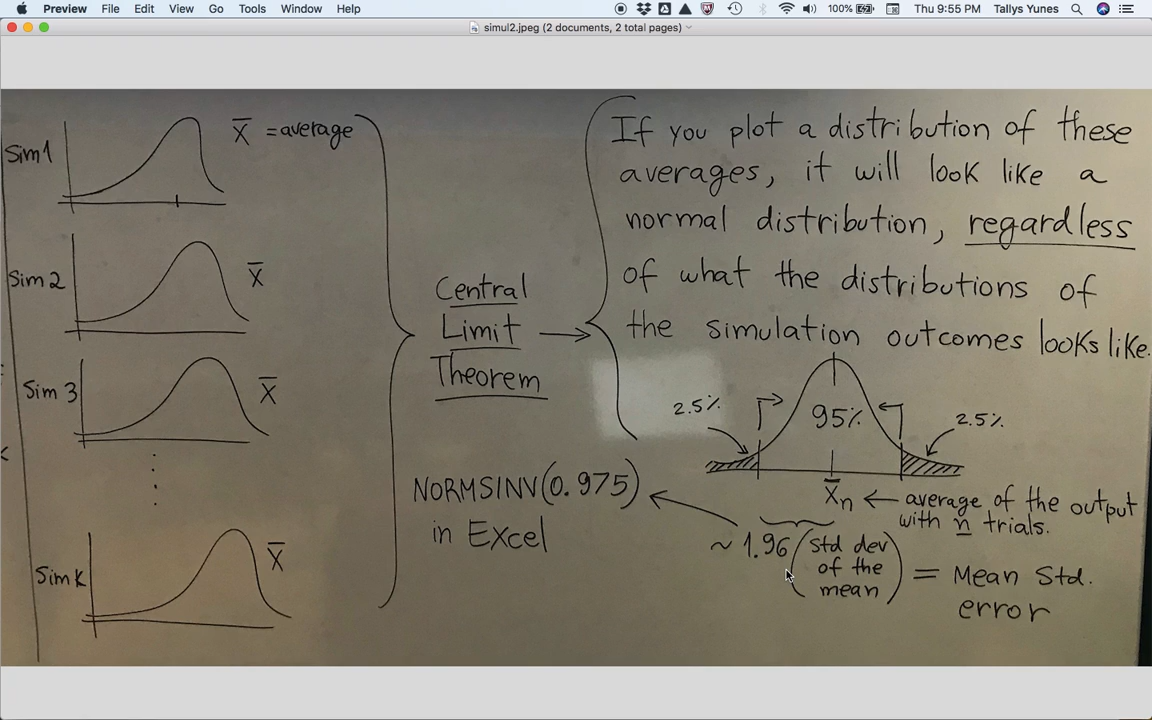 Preview File Edit View Go Tools Window Help 100% Thu 9:55 PM Tallys Yunes
simul2.jpeg (2 documents, 2 total pages)
Sim1
X̅ = average
Sim 2
X̅
Sim 3
X̅
Sim K
X̅
Central
Limit
Theorem
NORMSINV(0.975)
in Excel
If you plot a distribution of these
averages, it will look like a
normal distribution, regardless
of what the distributions of
the simulation outcomes looks like.
2.5%
95%
2.5%
X̅n ← average of the output
with n trials.
~ 1.96 (std dev
of the
mean) = Mean Std.
error